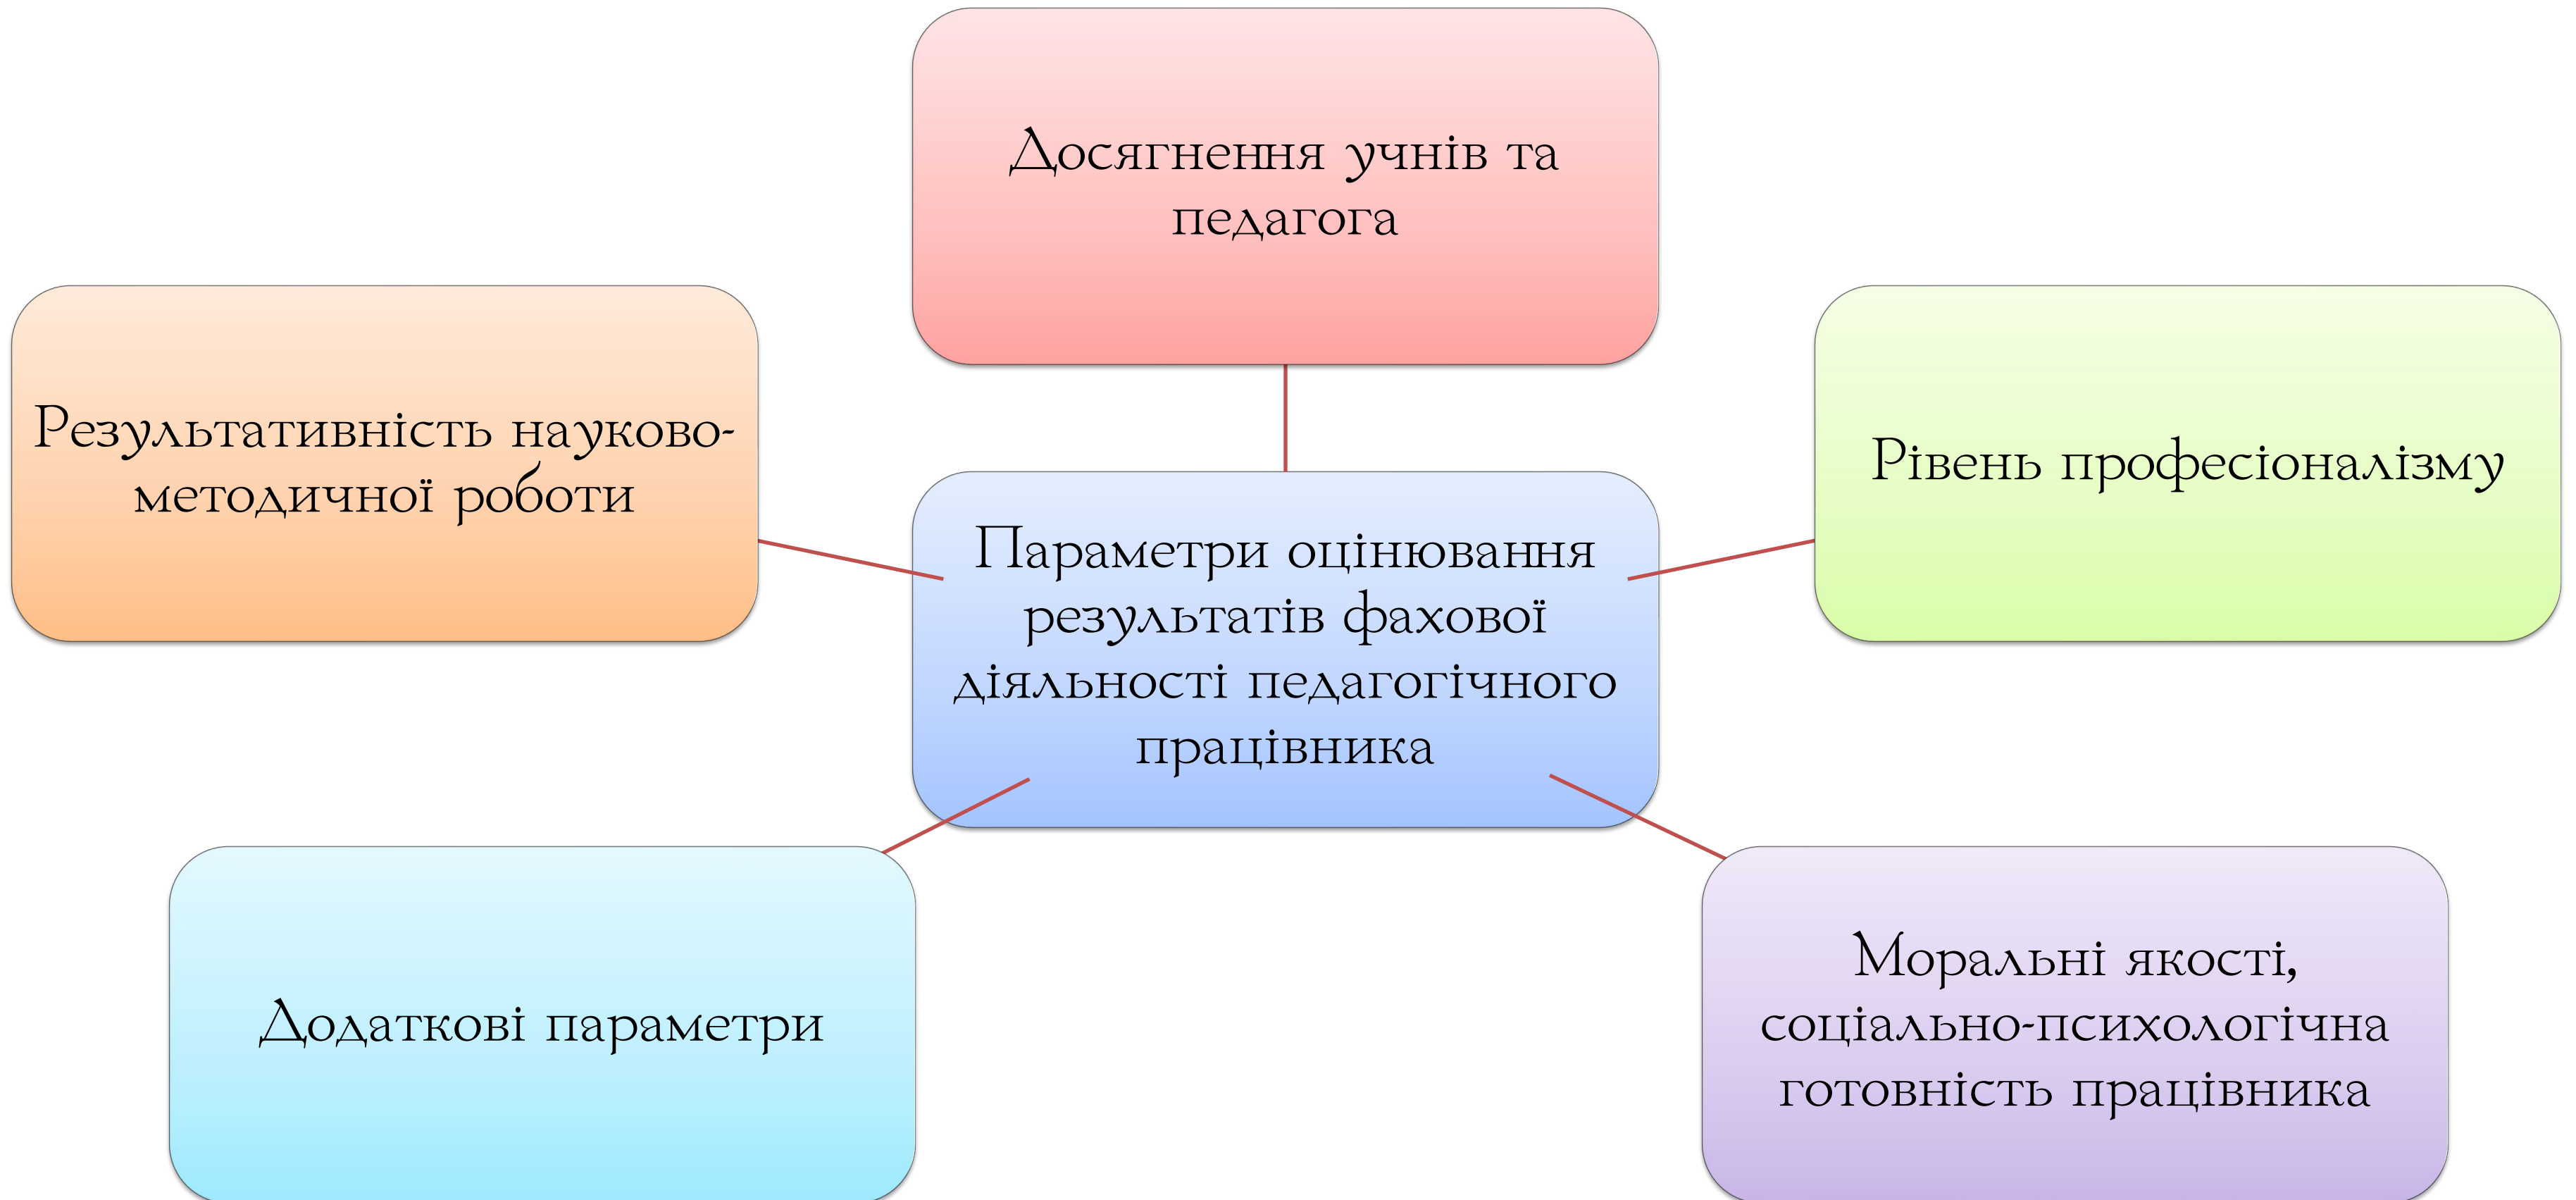 Досягнення учнів та
педагога
Результативність науково-
методичної роботи
Рівень професіоналізму
Параметри оцінювання
результатів фахової
діяльності педагогічного
працівника
Додаткові параметри
Моральні якості,
соціально-психологічна
готовність працівника